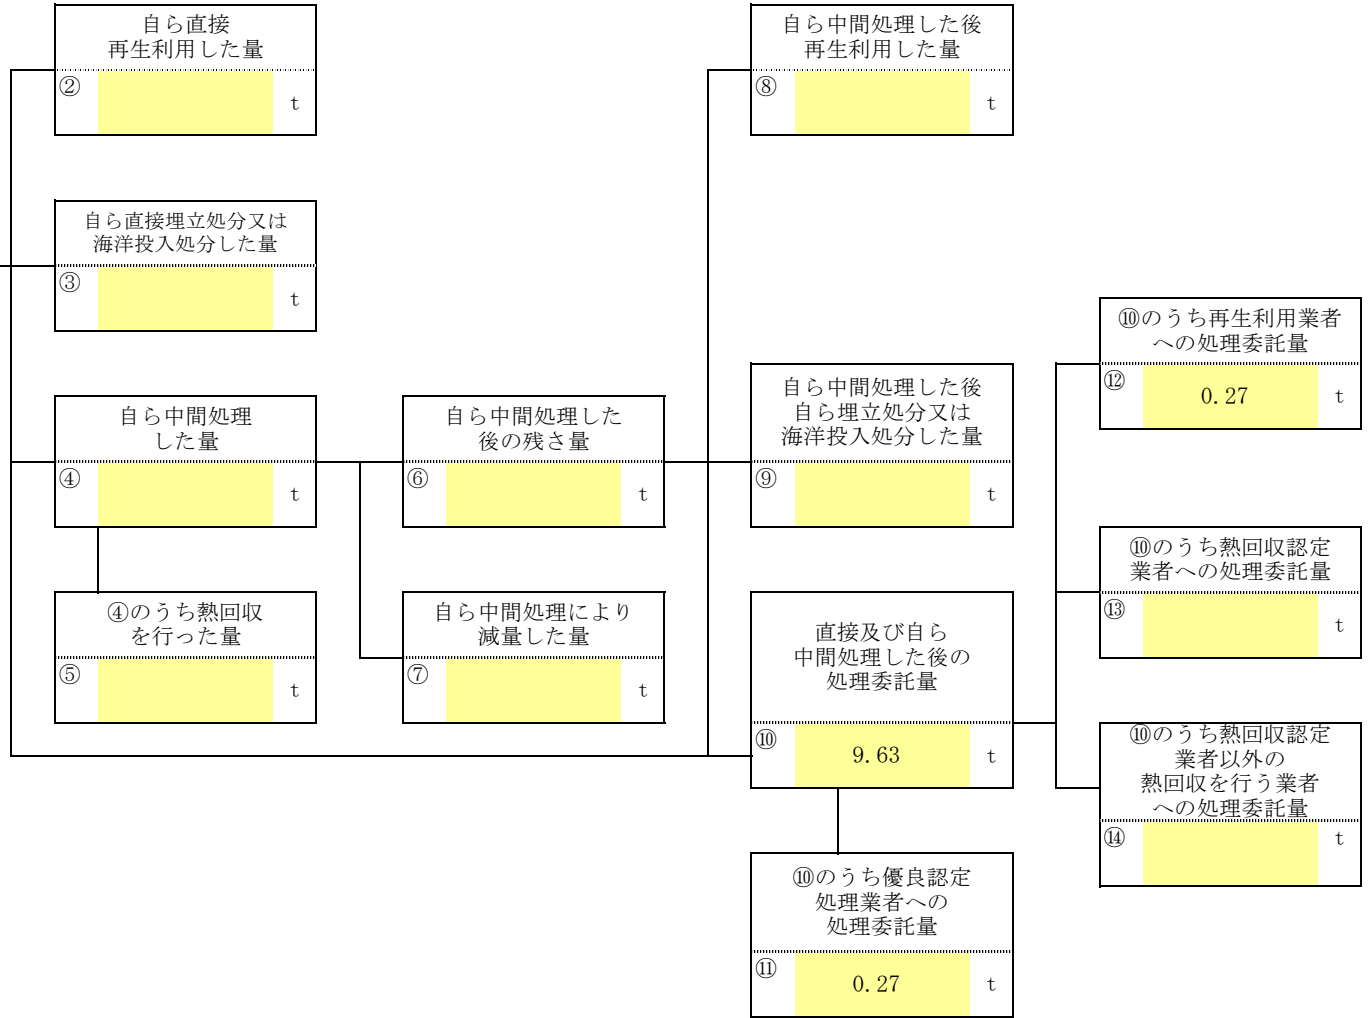 自ら直接
再生利用した量
②
t
自ら中間処理した後
再生利用した量
⑧
t
自ら直接埋立処分又は
海洋投入処分した量
③
t
⑩のうち再生利用業者
への処理委託量
⑫
0.27
t
自ら中間処理
した量
④
t
自ら中間処理した
後の残さ量
⑥
t
自ら中間処理した後
自ら埋立処分又は
海洋投入処分した量
⑨
t
⑩のうち熱回収認定
業者への処理委託量
⑬
t
④のうち熱回収
を行った量
⑤
t
自ら中間処理により
減量した量
⑦
t
直接及び自ら
中間処理した後の
処理委託量
⑩
9.63
t
⑩のうち熱回収認定
業者以外の
熱回収を行う業者
への処理委託量
⑭
t
⑩のうち優良認定
処理業者への
処理委託量
⑪
0.27
t